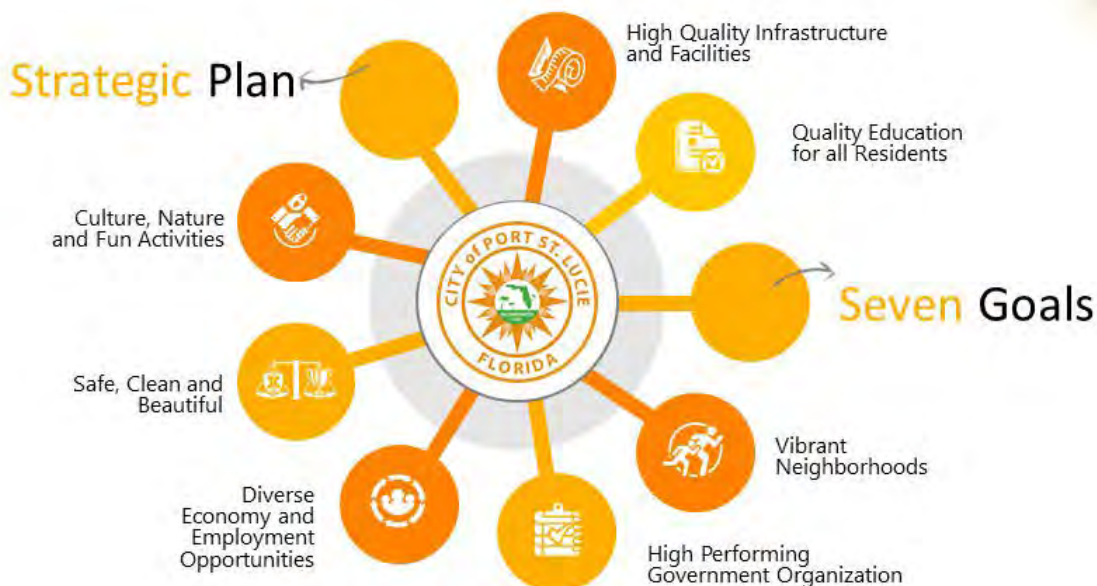 Strategic Plan
High Quality Infrastructure
and Facilities
Quality Education
for all Residents
Seven Goals
Vibrant
Neighborhoods
High Performing
Government Organization
Diverse
Economy and
Employment
Opportunities
Safe, Clean and
Beautiful
Culture, Nature
and Fun Activities
CITY of PORT ST. LUCIE
FLORIDA